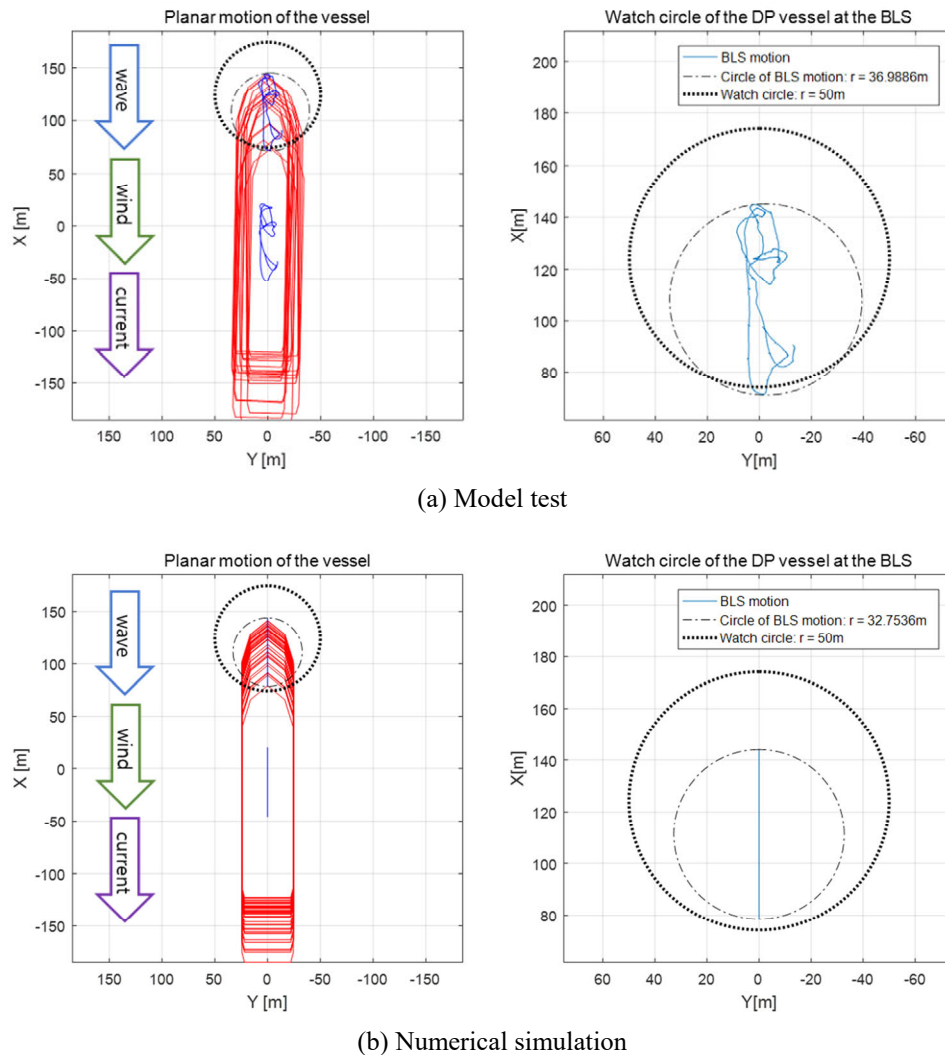 Planar motion of the vessel
Watch circle of the DP vessel at the BLS
wave
wind
current
X [m]
150
100
50
0
-50
-100
-150
150 100 50 0 -50 -100 -150
Y [m]
BLS motion
Circle of BLS motion: r = 36.9886m
Watch circle: r = 50m
X[m]
200
180
160
140
120
100
80
60 40 20 0 -20 -40 -60
Y[m]
(a) Model test
Planar motion of the vessel
Watch circle of the DP vessel at the BLS
wave
wind
current
X [m]
150
100
50
0
-50
-100
-150
150 100 50 0 -50 -100 -150
Y [m]
BLS motion
Circle of BLS motion: r = 32.7536m
Watch circle: r = 50m
X[m]
200
180
160
140
120
100
80
60 40 20 0 -20 -40 -60
Y[m]
(b) Numerical simulation